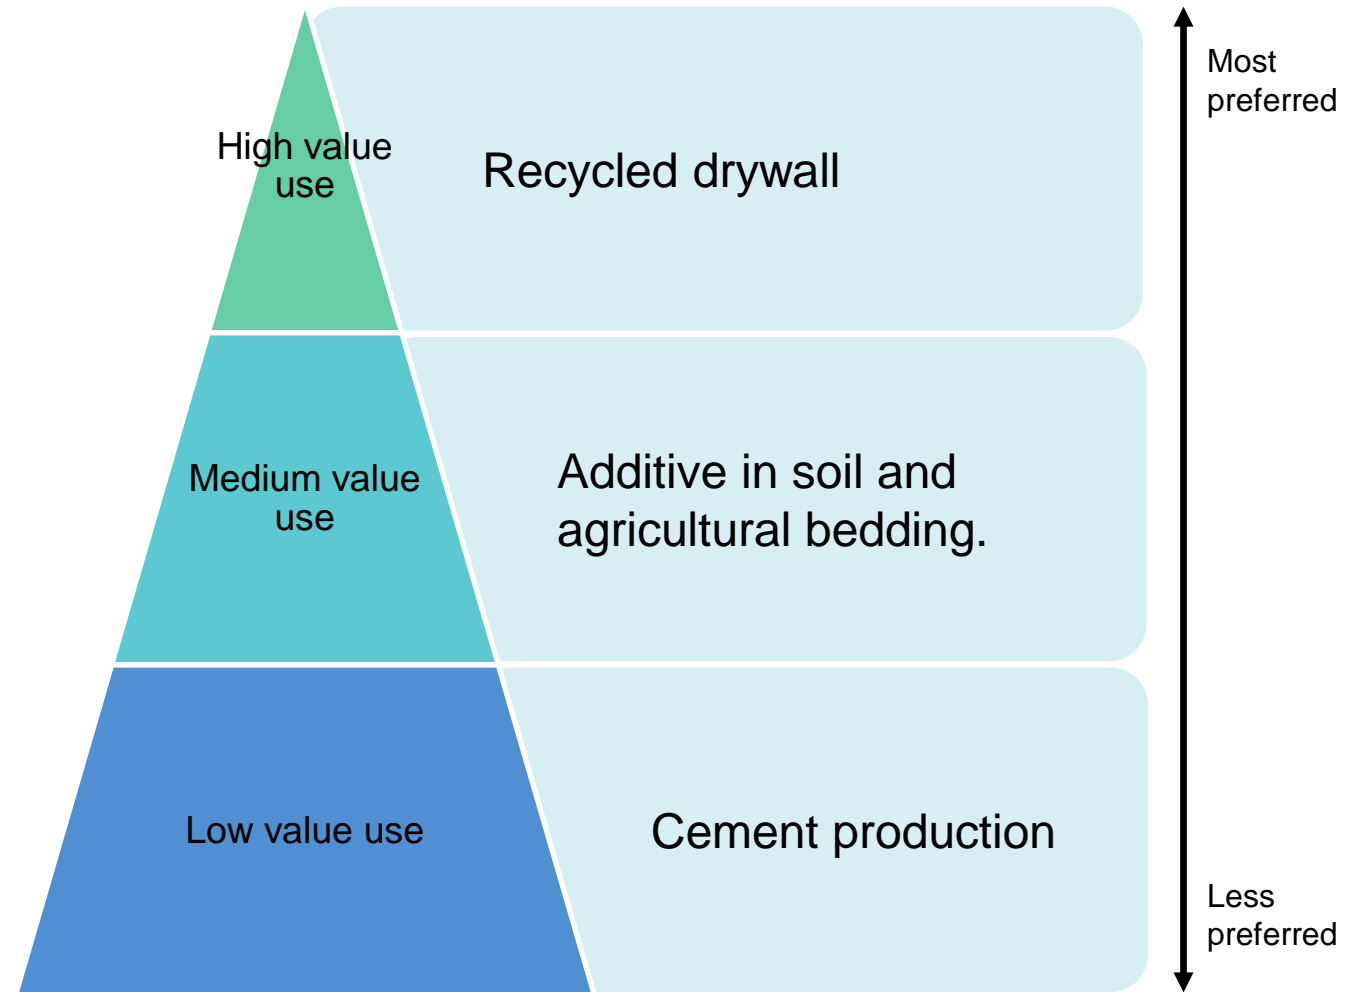 High value
use
Recycled drywall
Most
preferred
Medium value
use
Additive in soil and
agricultural bedding.
Low value use
Cement production
Less
preferred